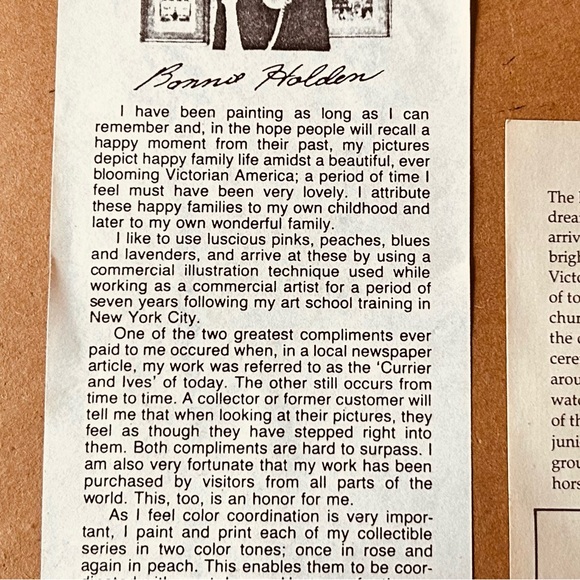 Bonnie Holden
I have been painting as long as I can
remember and, in the hope people will recall a
happy moment from their past, my pictures
depict happy family life amidst a beautiful, ever
blooming Victorian America; a period of time I
feel must have been very lovely. I attribute
these happy families to my own childhood and
later to my own wonderful family.
I like to use luscious pinks, peaches, blues
and lavenders, and arrive at these by using a
commercial illustration technique used while
working as a commercial artist for a period of
seven years following my art school training in
New York City.
One of the two greatest compliments ever
paid to me occured when, in a local newspaper
article, my work was referred to as the 'Currier
and Ives' of today. The other still occurs from
time to time. A collector or former customer will
tell me that when looking at their pictures, they
feel as though they have stepped right into
them. Both compliments are hard to surpass. I
am also very fortunate that my work has been
purchased by visitors from all parts of the
world. This, too, is an honor for me.
As I feel color coordination is very impor-
tant, I paint and print each of my collectible
series in two color tones; once in rose and
again in peach. This enables them to be coor-
The
drea
arriv
brigh
Victo
of to
chur
the
cere
arou
wate
of th
juni
grou
hors